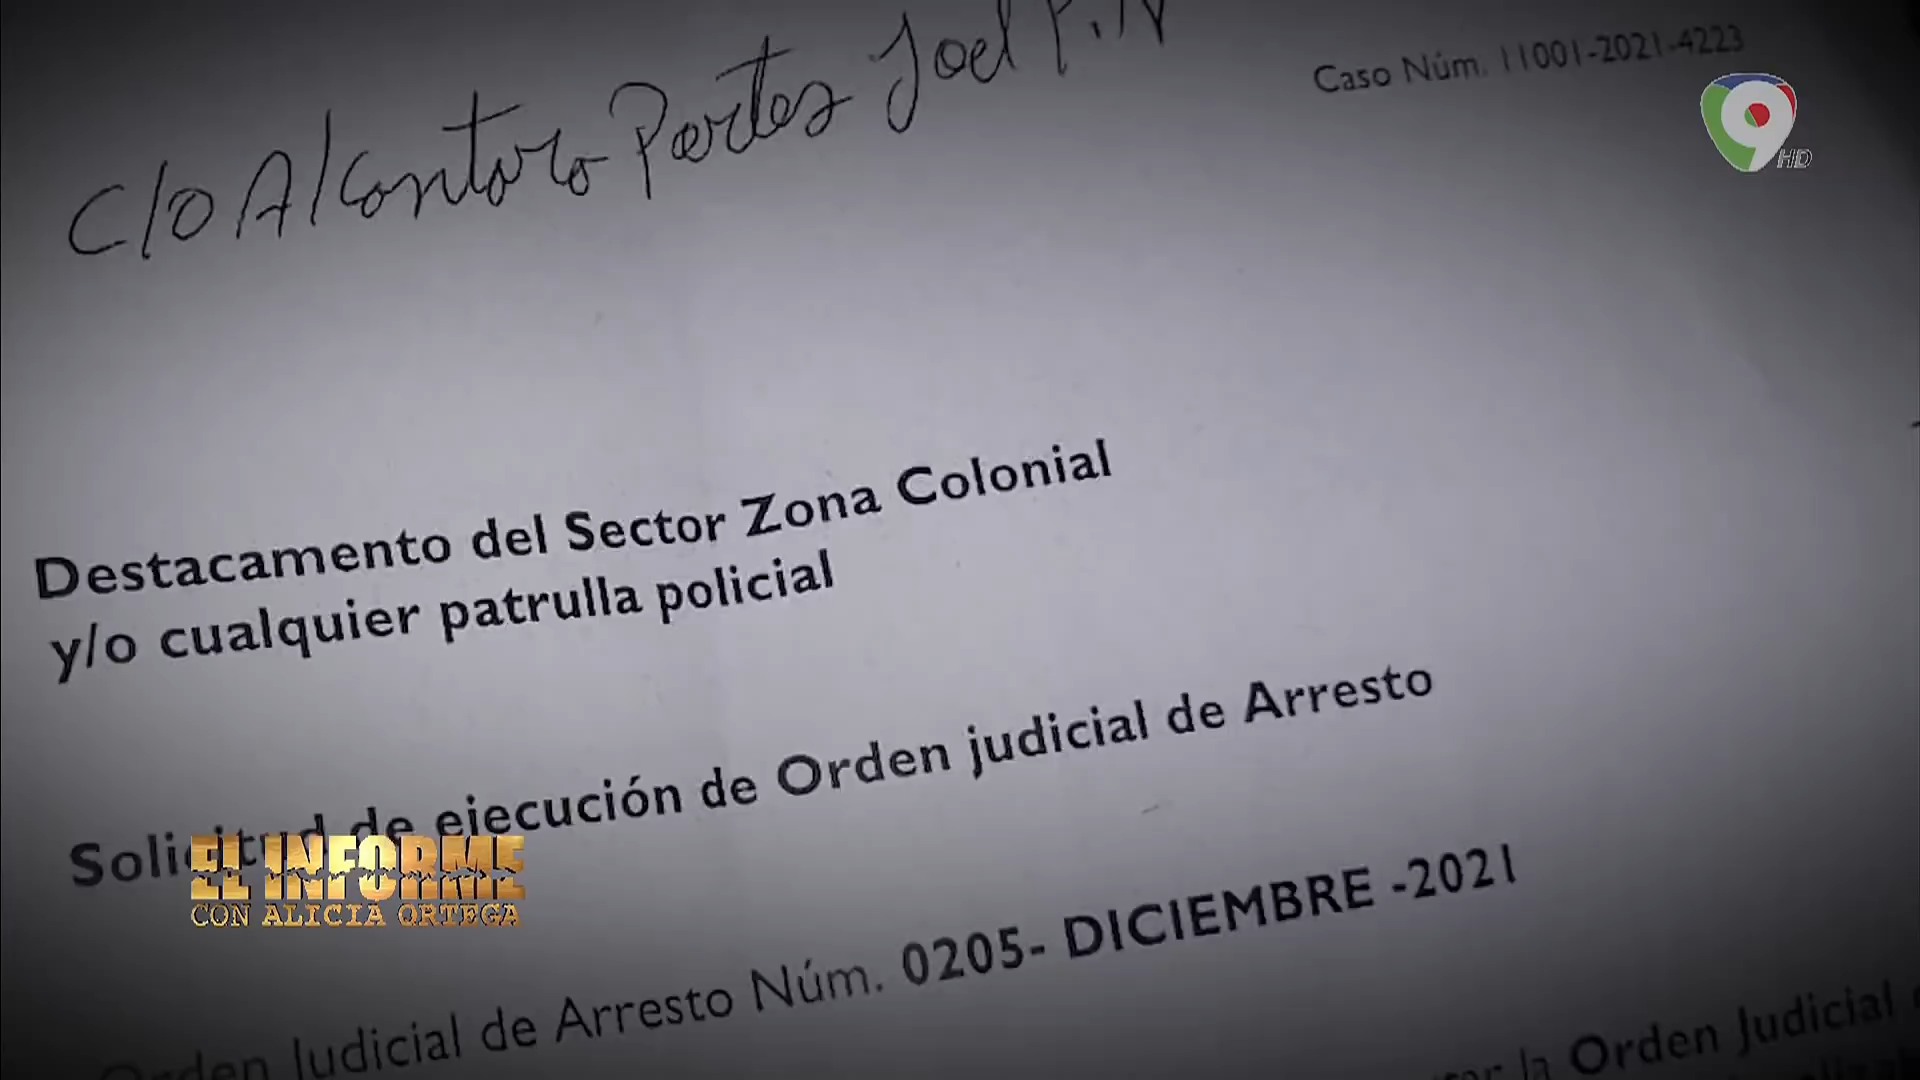 C/O Alcantara Portes Joel P.N
Caso Núm. 11001-2021-4223
9 HD
Destacamento del Sector Zona Colonial
y/o cualquier patrulla policial
Solicitud de ejecución de Orden judicial de Arresto
EL INFORME
CON ALICIA ORTEGA
Orden Judicial de Arresto Núm. 0205- DICIEMBRE -2021
la Orden Judicial